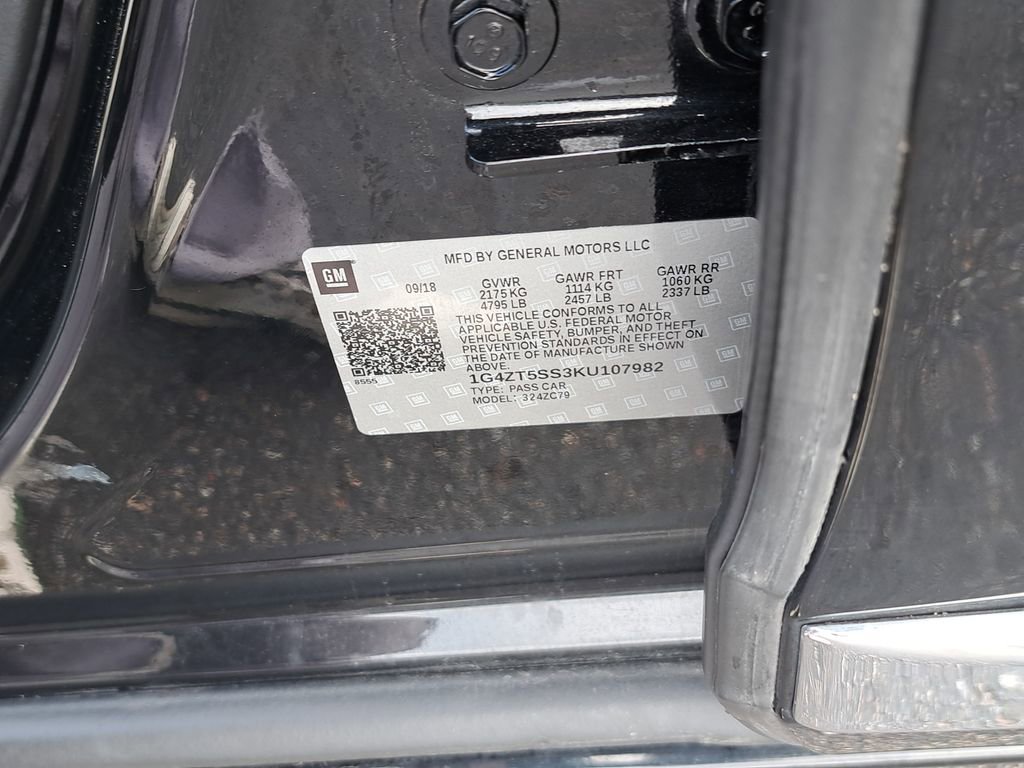 MFD BY GENERAL MOTORS LLC
GM
09/18
GVWR
2175 KG
4795 LB
GAWR FRT
1114 KG
2457 LB
GAWR RR
1060 KG
2337 LB
THIS VEHICLE CONFORMS TO ALL
APPLICABLE U.S. FEDERAL MOTOR
VEHICLE SAFETY, BUMPER, AND THEFT
PREVENTION STANDARDS IN EFFECT ON
THE DATE OF MANUFACTURE SHOWN
ABOVE.
8555
1G4ZT5SS3KU107982
TYPE: PASS CAR
MODEL: 324ZC79